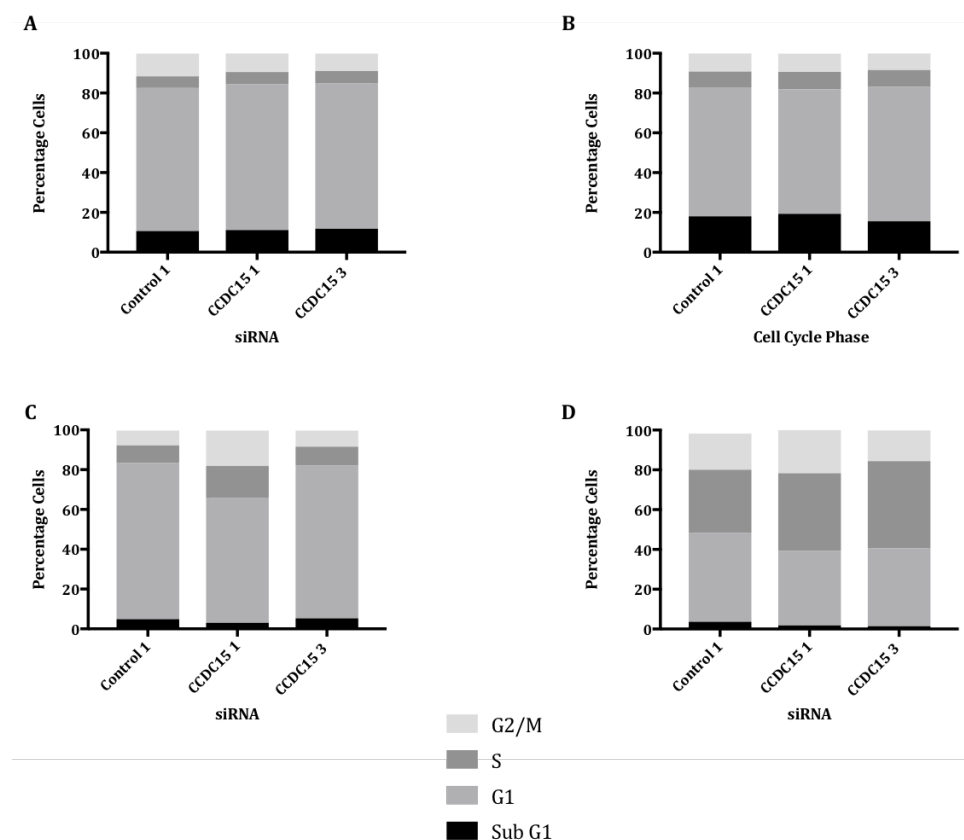 A
100
80
60
40
20
0
Percentage Cells
Control 1
CCDC15 1
CCDC15 3
siRNA
B
100
80
60
40
20
0
Percentage Cells
Control 1
CCDC15 1
CCDC15 3
Cell Cycle Phase
C
100
80
60
40
20
0
Percentage Cells
Control 1
CCDC15 1
CCDC15 3
siRNA
D
100
80
60
40
20
0
Percentage Cells
Control 1
CCDC15 1
CCDC15 3
siRNA
G2/M
S
G1
Sub G1